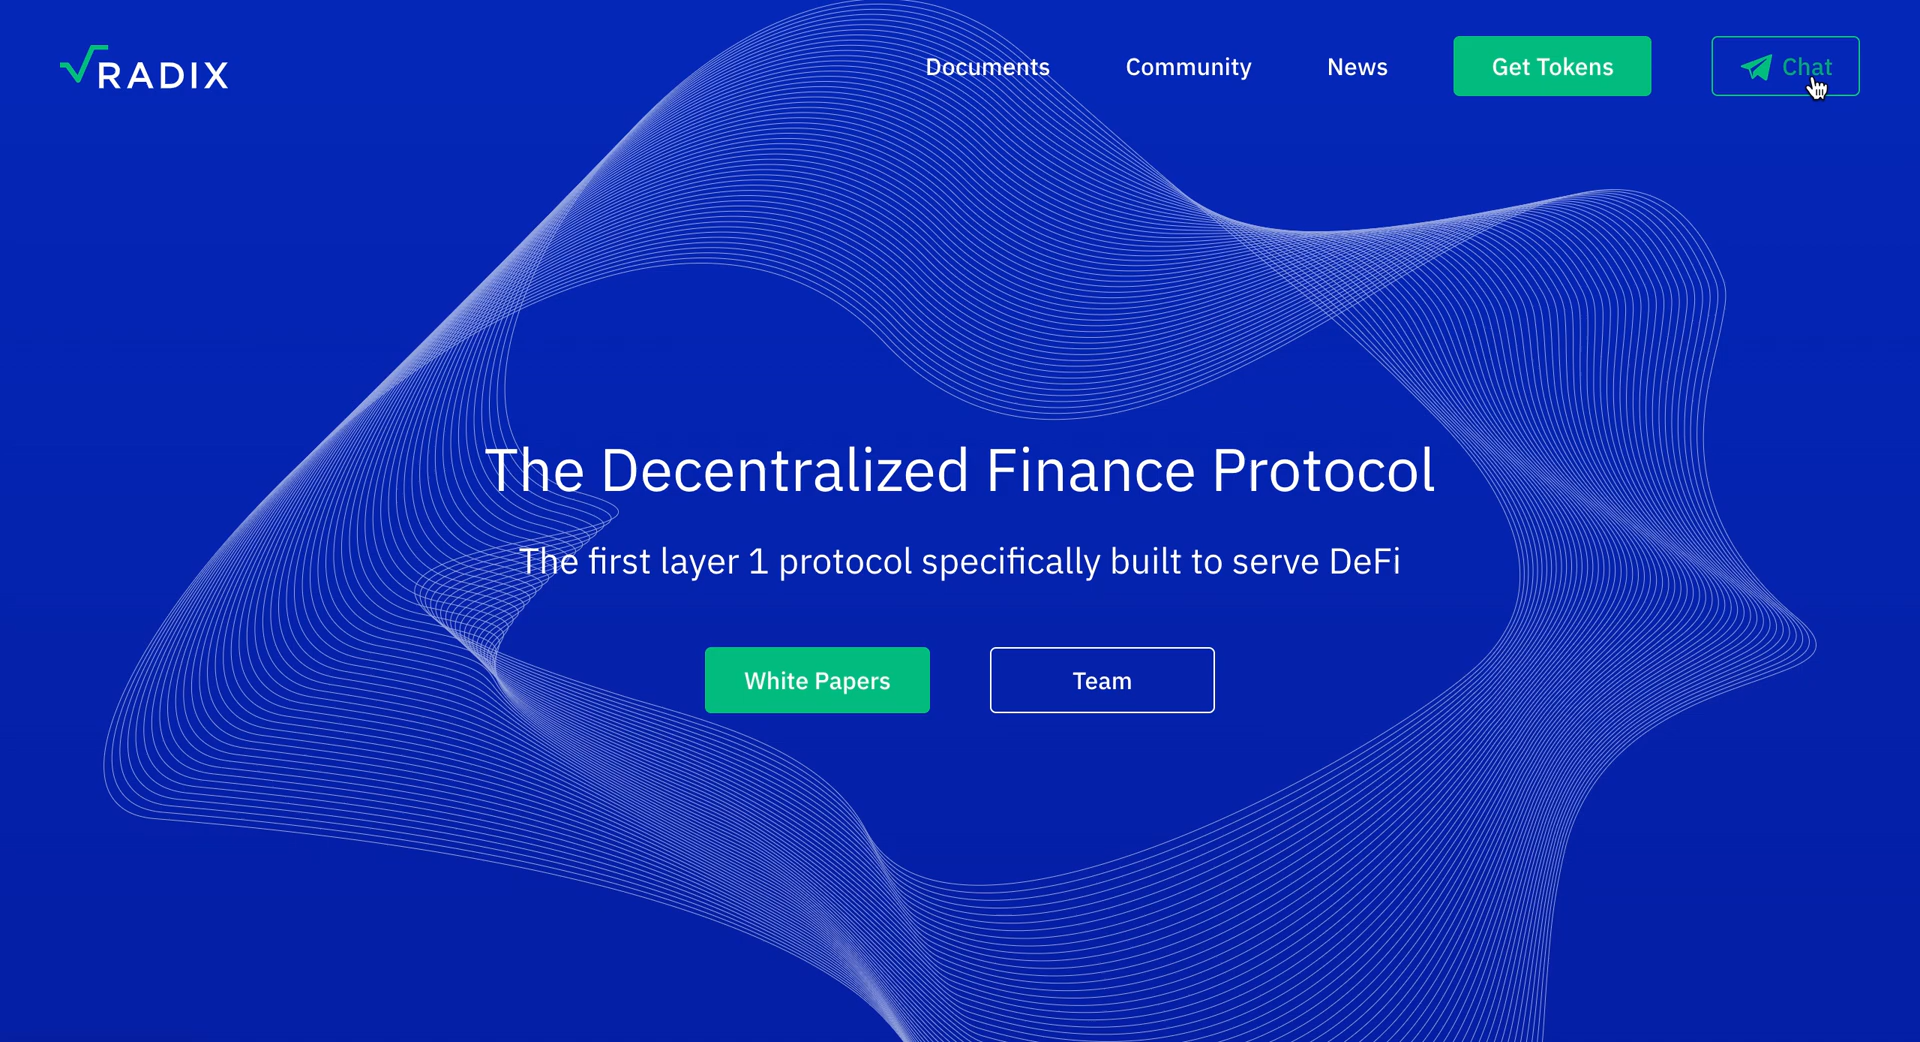 RADIX
Documents
Community
News
Get Tokens
Chat
The Decentralized Finance Protocol
The first layer 1 protocol specifically built to serve DeFi
White Papers
Team